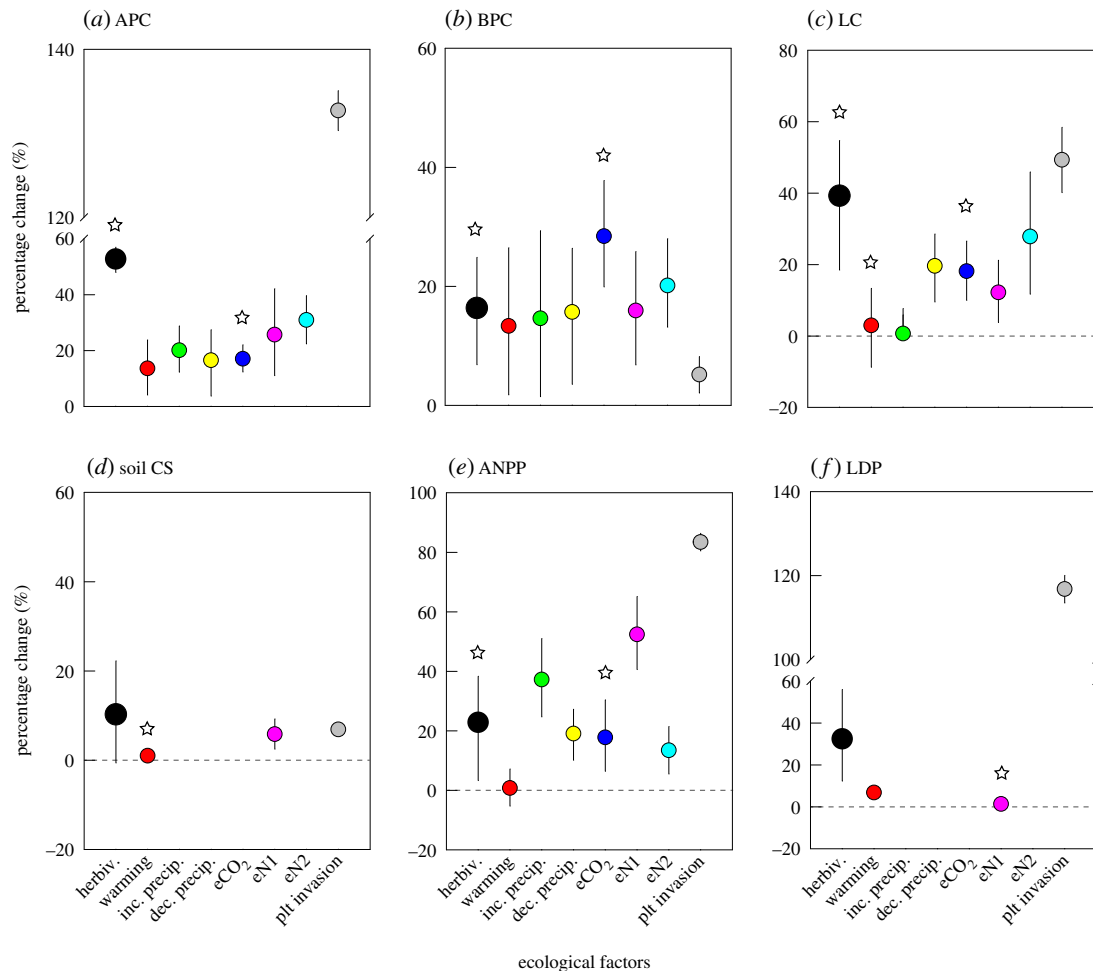 (a) APC
(b) BPC
(c) LC
percentage change (%)
140
120
60
40
20
0
60
40
20
0
80
60
40
20
0
–20
(d) soil CS
(e) ANPP
(f) LDP
percentage change (%)
60
40
20
0
–20
100
80
60
40
20
0
–20
140
120
100
60
40
20
0
–20
herbiv.
warming
inc. precip.
dec. precip.
eCO2
eN1
eN2
plt invasion
herbiv.
warming
inc. precip.
dec. precip.
eCO2
eN1
eN2
plt invasion
herbiv.
warming
inc. precip.
dec. precip.
eCO2
eN1
eN2
plt invasion
ecological factors